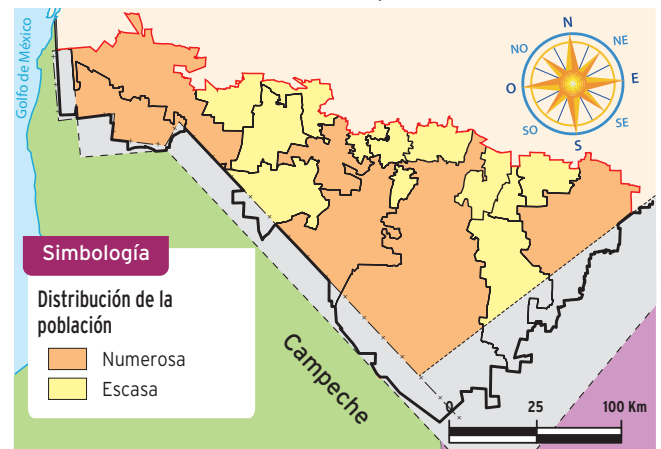 Golfo de México
N
NO
NE
O
E
SO
SE
S
Simbología
Distribución de la
población
Numerosa
Escasa
Campeche
0
25
100 Km